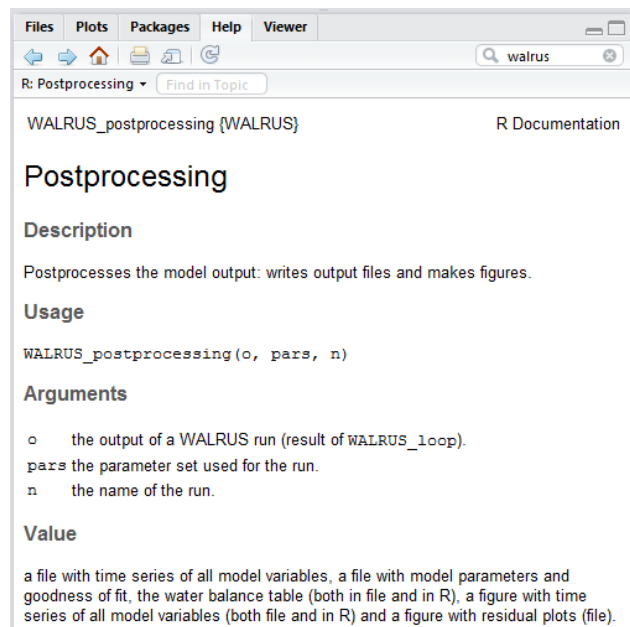 Files Plots Packages Help Viewer
walrus
R: Postprocessing Find in Topic
WALRUS_postprocessing {WALRUS} R Documentation
Postprocessing
Description
Postprocesses the model output: writes output files and makes figures.
Usage
WALRUS_postprocessing(o, pars, n)
Arguments
o the output of a WALRUS run (result of WALRUS_loop).
pars the parameter set used for the run.
n the name of the run.
Value
a file with time series of all model variables, a file with model parameters and
goodness of fit, the water balance table (both in file and in R), a figure with time
series of all model variables (both file and in R) and a figure with residual plots (file).